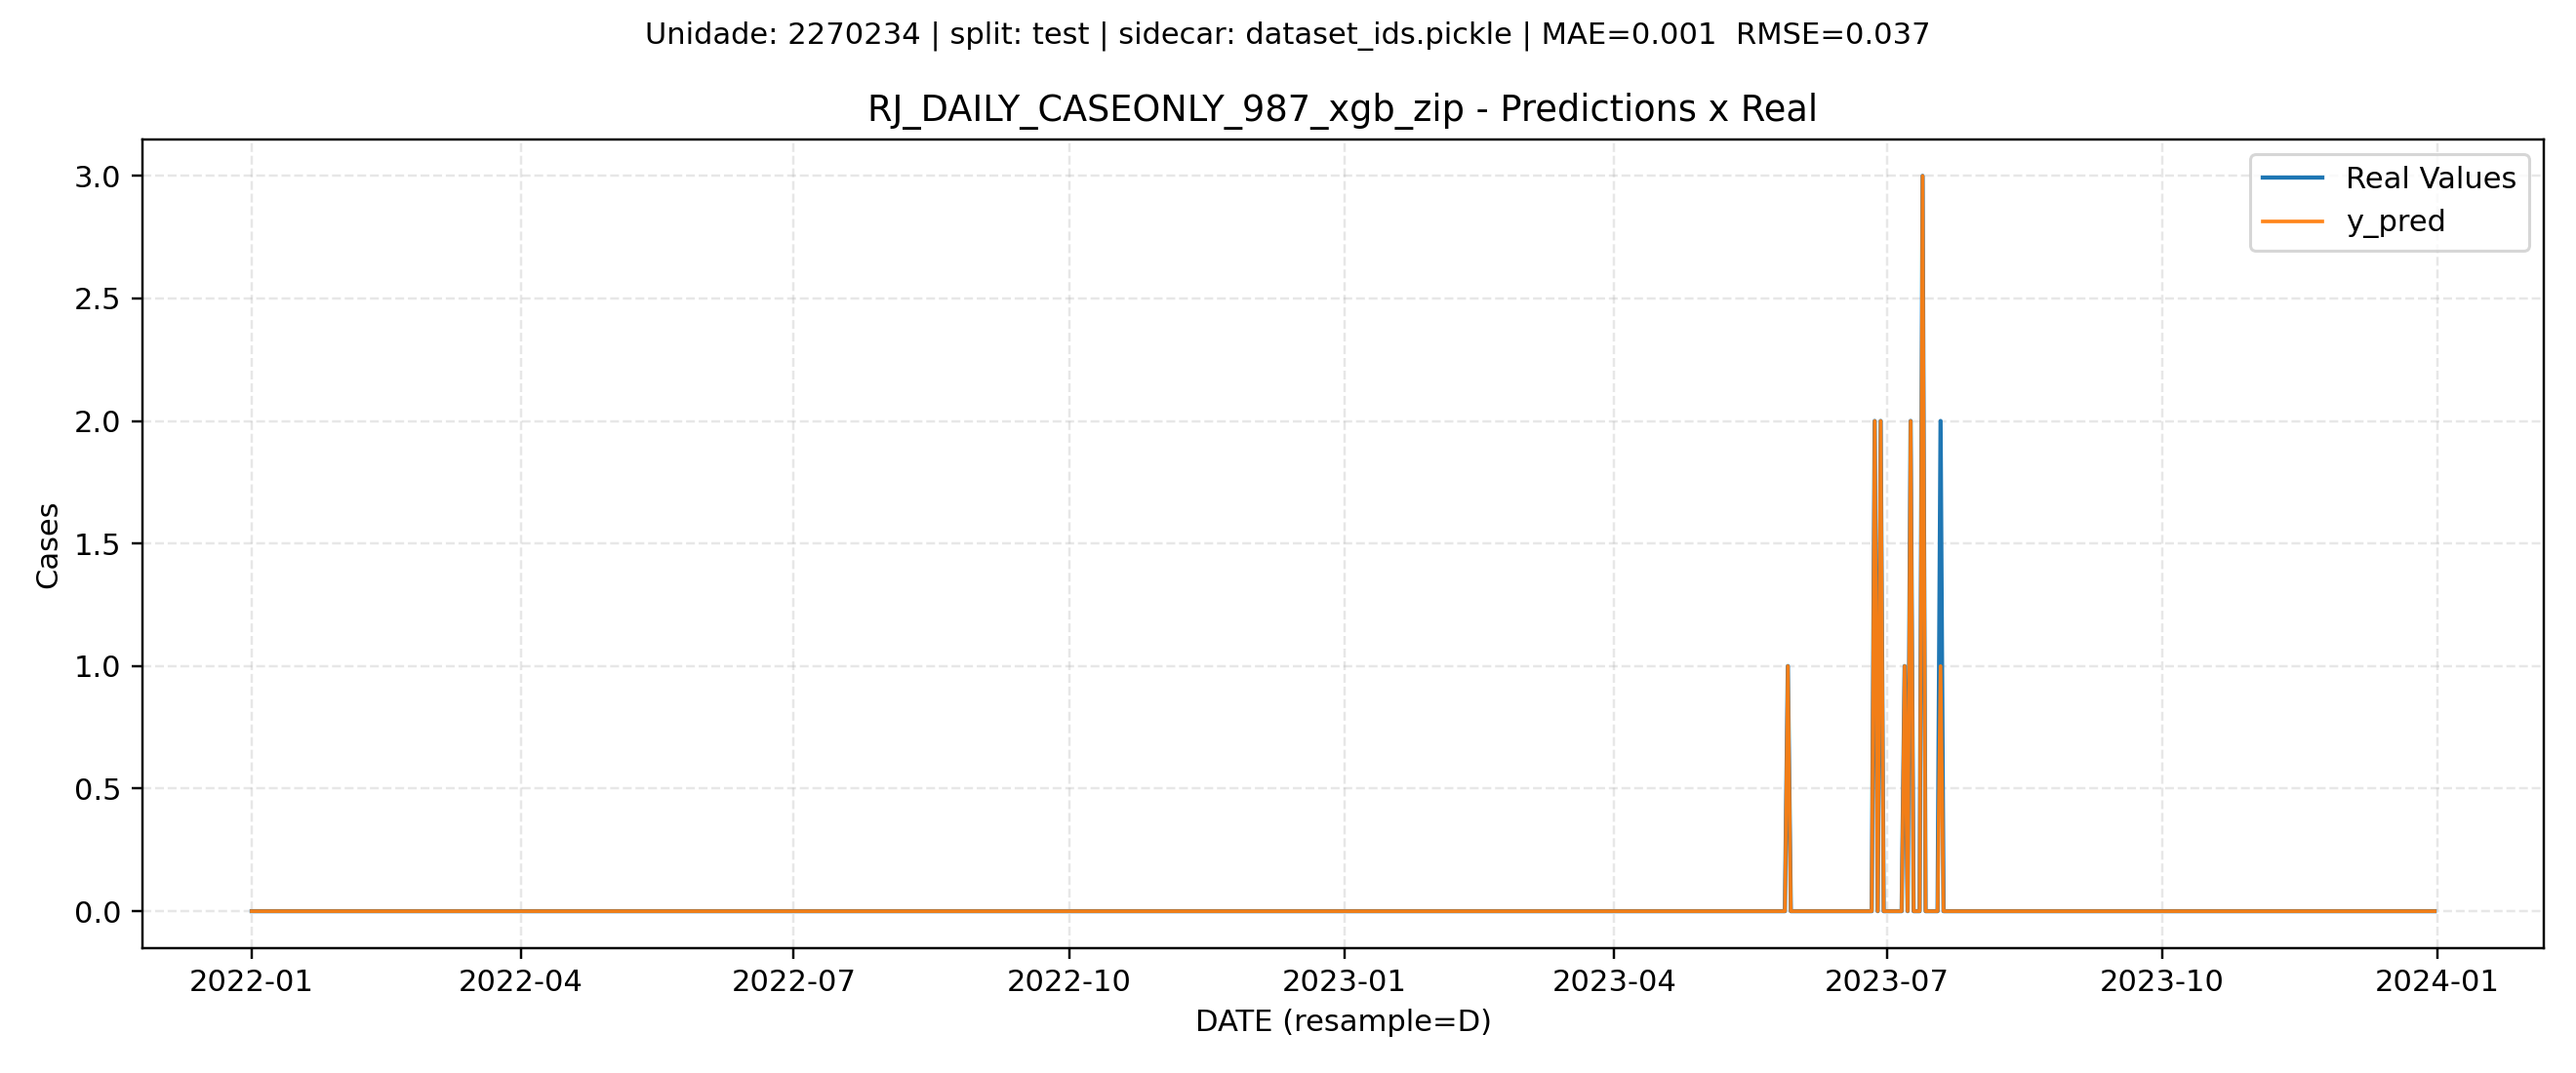 Unidade: 2270234 | split: test | sidecar: dataset_ids.pickle | MAE=0.001  RMSE=0.037
RJ_DAILY_CASEONLY_987_xgb_zip - Predictions x Real
Real Values
y_pred
Cases
3.0
2.5
2.0
1.5
1.0
0.5
0.0
2022-01 2022-04 2022-07 2022-10 2023-01 2023-04 2023-07 2023-10 2024-01
DATE (resample=D)